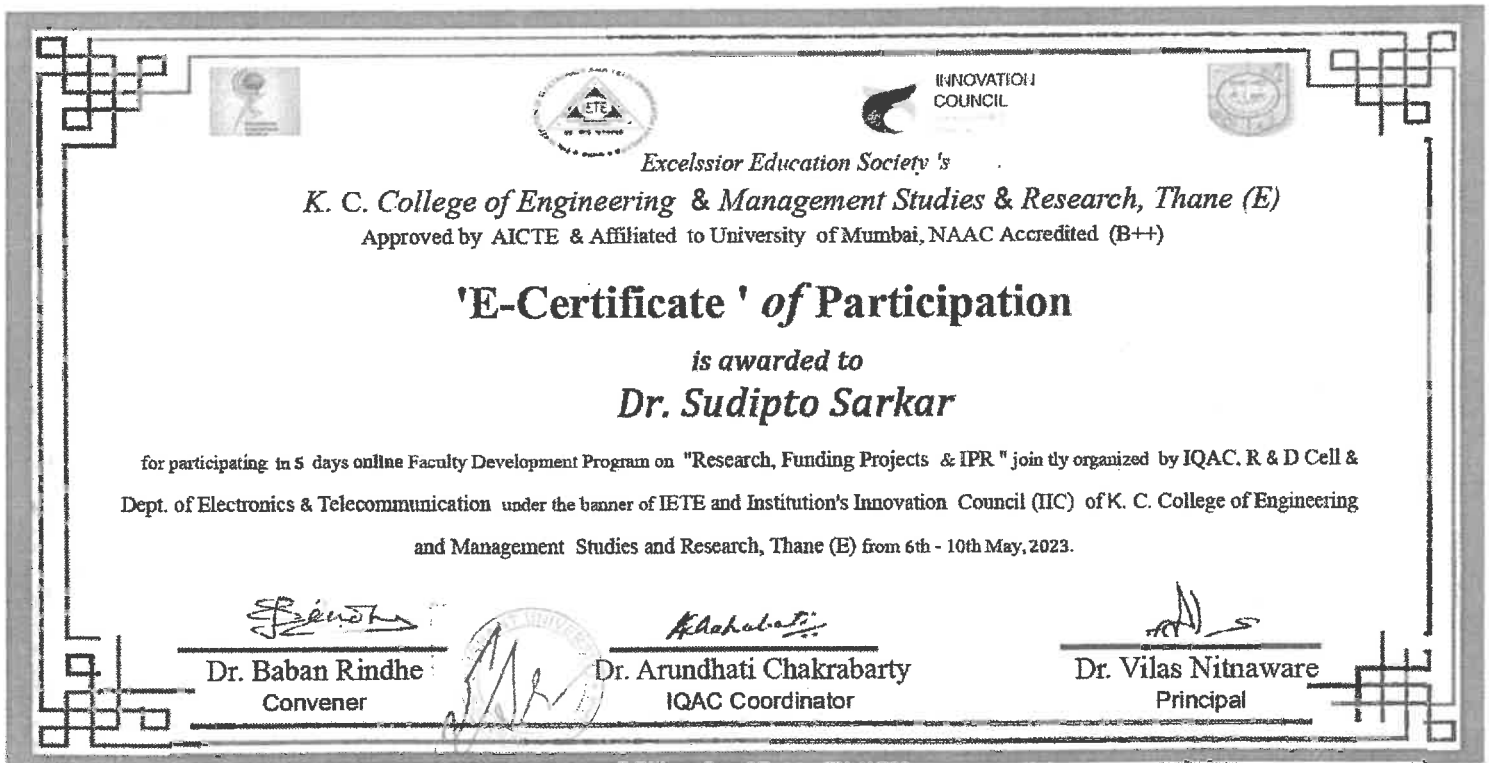 IETE
INNOVATION
COUNCIL
Excelssior Education Society 's
K. C. College of Engineering & Management Studies & Research, Thane (E)
Approved by AICTE & Affiliated to University of Mumbai, NAAC Accredited (B++)
'E-Certificate ' of Participation
is awarded to
Dr. Sudipto Sarkar
for participating in 5 days online Faculty Development Program on "Research, Funding Projects & IPR " join tly organized by IQAC, R & D Cell &
Dept. of Electronics & Telecommunication under the banner of IETE and Institution's Innovation Council (IIC) of K. C. College of Engineering
and Management Studies and Research, Thane (E) from 6th - 10th May, 2023.
Dr. Baban Rindhe
Convener
UNIVERS
Dr. Arundhati Chakrabarty
IQAC Coordinator
Dr. Vilas Nitnaware
Principal